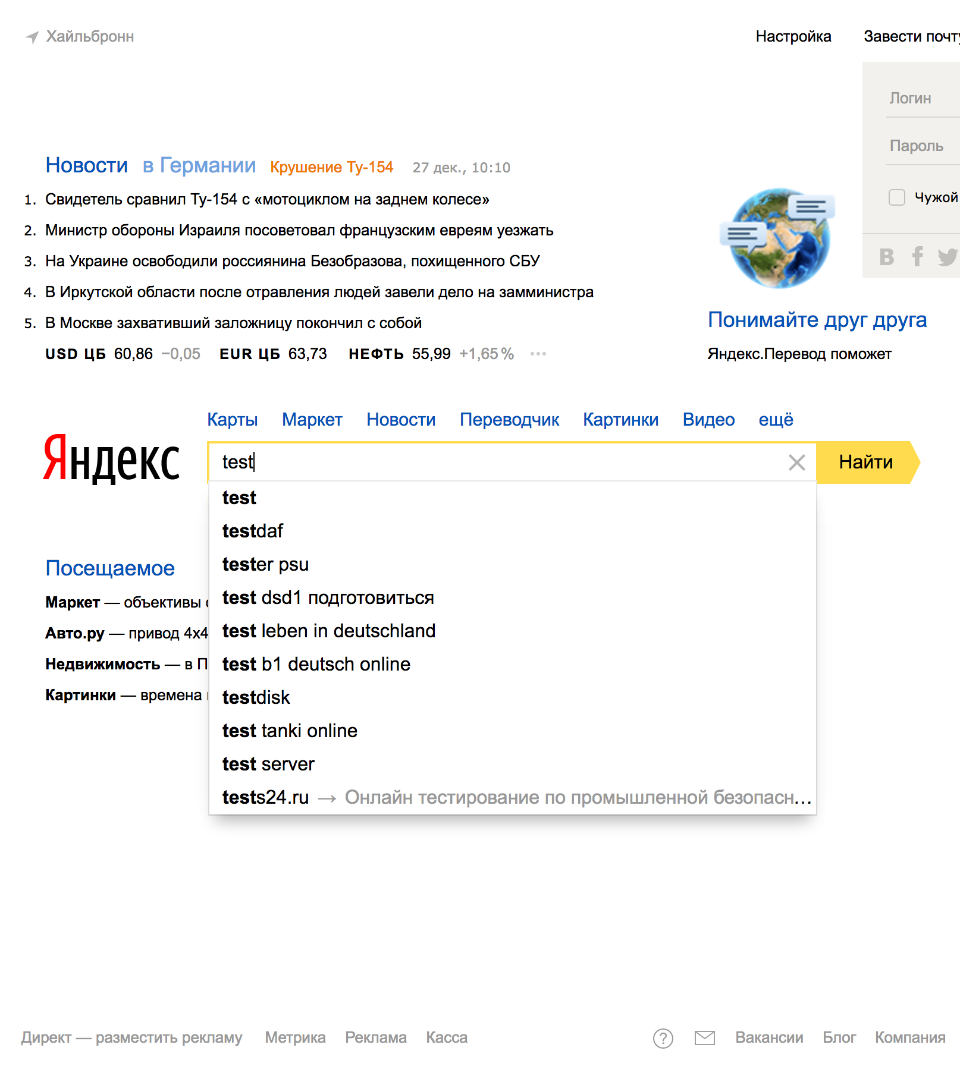 Хайльбронн
Настройка
Завести почту
Логин
Пароль
Чужой
Новости в Германии Крушение Ту-154 27 дек., 10:10
1. Свидетель сравнил Ту-154 с «мотоциклом на заднем колесе»
2. Министр обороны Израиля посоветовал французским евреям уезжать
3. На Украине освободили россиянина Безобразова, похищенного СБУ
4. В Иркутской области после отравления людей завели дело на замминистра
5. В Москве захвативший заложницу покончил с собой
USD ЦБ 60,86 −0,05 EUR ЦБ 63,73 НЕФТЬ 55,99 +1,65% •••
Понимайте друг друга
Яндекс.Перевод поможет
Карты Маркет Новости Переводчик Картинки Видео ещё
Яндекс
test
Найти
test
testdaf
tester psu
test dsd1 подготовиться
test leben in deutschland
test b1 deutsch online
testdisk
test tanki online
test server
tests24.ru → Онлайн тестирование по промышленной безопасн...
Посещаемое
Маркет — объективы
Авто.ру — привод 4x4
Недвижимость — в П
Картинки — времена
Директ — разместить рекламу Метрика Реклама Касса
? Вакансии Блог Компания